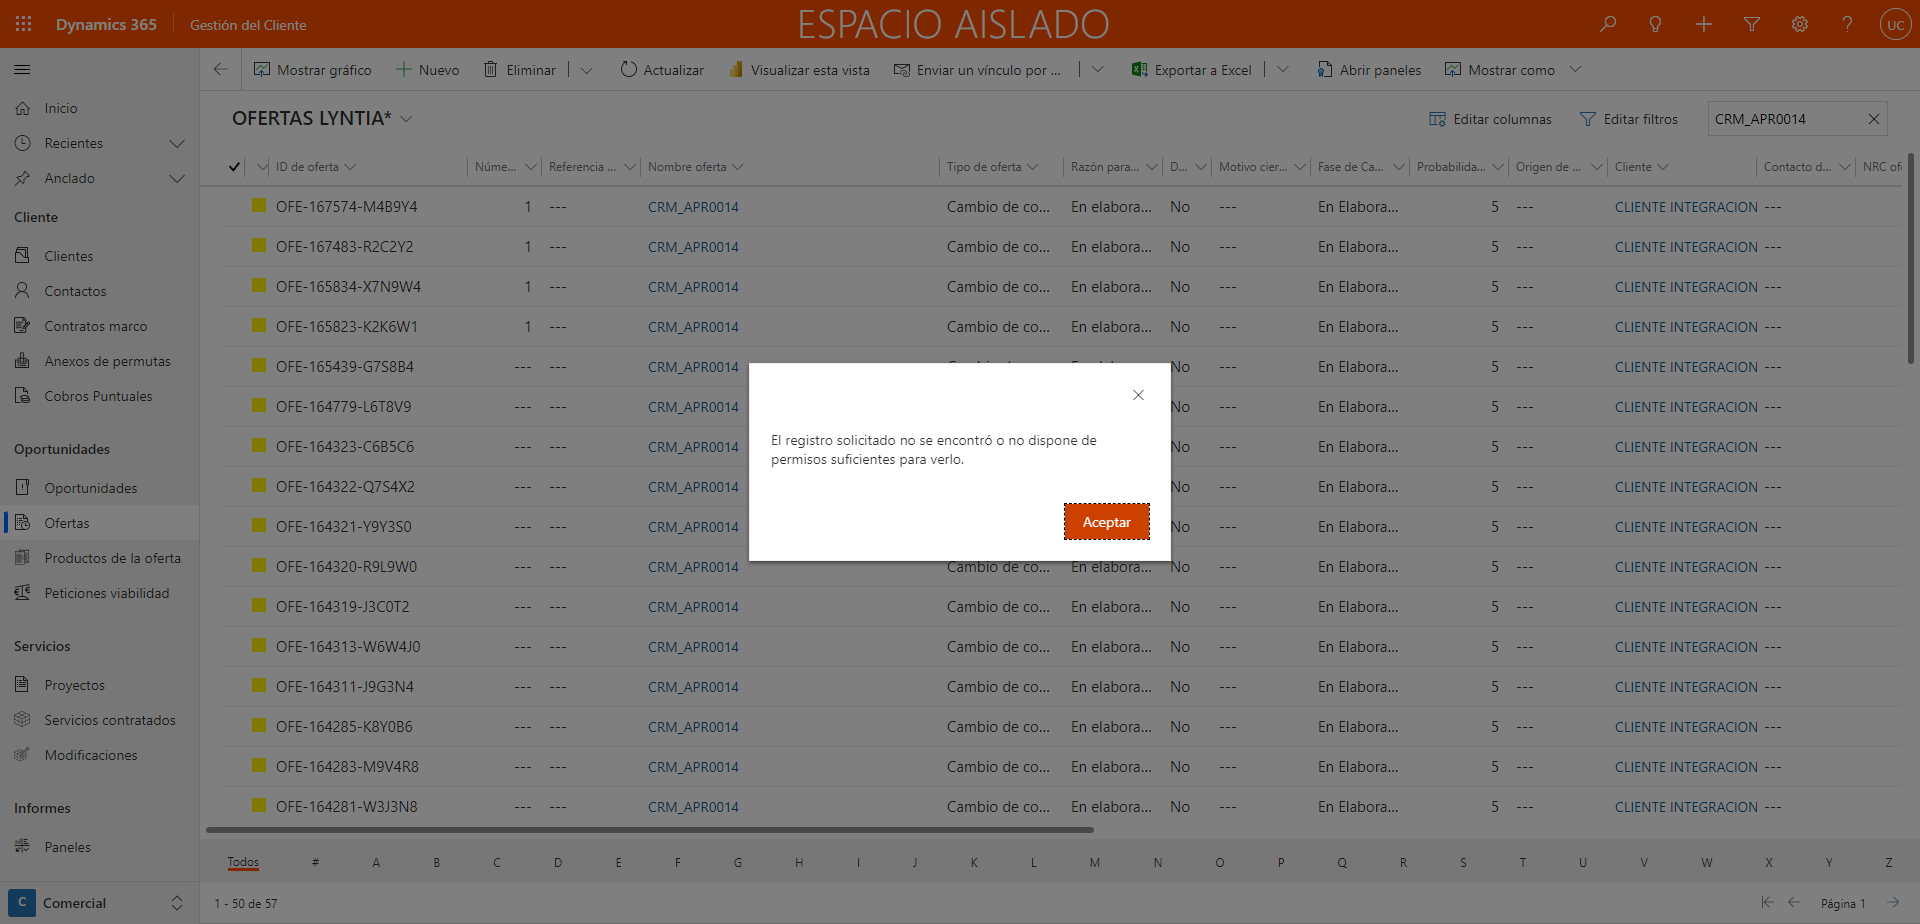 Dynamics 365 Gestión del Cliente ESPACIO AISLADO UC
Mostrar gráfico Nuevo Eliminar Actualizar Visualizar esta vista Enviar un vínculo por ... Exportar a Excel Abrir paneles Mostrar como
Inicio
Recientes
Anclado
Cliente
Clientes
Contactos
Contratos marco
Anexos de permutas
Cobros Puntuales
Oportunidades
Oportunidades
Ofertas
Productos de la oferta
Peticiones viabilidad
Servicios
Proyectos
Servicios contratados
Modificaciones
Informes
Paneles
C Comercial
OFERTAS LYNTIA* Editar columnas Editar filtros CRM_APR0014
ID de oferta Núme... Referencia ... Nombre oferta Tipo de oferta Razón para... D... Motivo cier... Fase de Ca... Probabilida... Origen de ... Cliente Contacto d... NRC of
OFE-167574-M4B9Y4 1 --- CRM_APR0014 Cambio de co... En elabora... No --- En Elabora... 5 --- CLIENTE INTEGRACION ---
OFE-167483-R2C2Y2 1 --- CRM_APR0014 Cambio de co... En elabora... No --- En Elabora... 5 --- CLIENTE INTEGRACION ---
OFE-165834-X7N9W4 1 --- CRM_APR0014 Cambio de co... En elabora... No --- En Elabora... 5 --- CLIENTE INTEGRACION ---
OFE-165823-K2K6W1 1 --- CRM_APR0014 Cambio de co... En elabora... No --- En Elabora... 5 --- CLIENTE INTEGRACION ---
OFE-165439-G7S8B4 --- --- CRM_APR0014 Cambio de co... En elabora... No --- En Elabora... 5 --- CLIENTE INTEGRACION ---
OFE-164779-L6T8V9 --- --- CRM_APR0014 No --- En Elabora... 5 --- CLIENTE INTEGRACION ---
OFE-164323-C6B5C6 --- --- CRM_APR0014 No --- En Elabora... 5 --- CLIENTE INTEGRACION ---
OFE-164322-Q7S4X2 --- --- CRM_APR0014 No --- En Elabora... 5 --- CLIENTE INTEGRACION ---
OFE-164321-Y9Y3S0 --- --- CRM_APR0014 No --- En Elabora... 5 --- CLIENTE INTEGRACION ---
OFE-164320-R9L9W0 --- --- CRM_APR0014 Cambio de co... En elabora... No --- En Elabora... 5 --- CLIENTE INTEGRACION ---
OFE-164319-J3C0T2 --- --- CRM_APR0014 Cambio de co... En elabora... No --- En Elabora... 5 --- CLIENTE INTEGRACION ---
OFE-164313-W6W4J0 --- --- CRM_APR0014 Cambio de co... En elabora... No --- En Elabora... 5 --- CLIENTE INTEGRACION ---
OFE-164311-J9G3N4 --- --- CRM_APR0014 Cambio de co... En elabora... No --- En Elabora... 5 --- CLIENTE INTEGRACION ---
OFE-164285-K8Y0B6 --- --- CRM_APR0014 Cambio de co... En elabora... No --- En Elabora... 5 --- CLIENTE INTEGRACION ---
OFE-164283-M9V4R8 --- --- CRM_APR0014 Cambio de co... En elabora... No --- En Elabora... 5 --- CLIENTE INTEGRACION ---
OFE-164281-W3J3N8 --- --- CRM_APR0014 Cambio de co... En elabora... No --- En Elabora... 5 --- CLIENTE INTEGRACION ---
El registro solicitado no se encontró o no dispone de
permisos suficientes para verlo.
Aceptar
Todos # A B C D E F G H I J K L M N O P Q R S T U V W X Y Z
1 - 50 de 57 Página 1